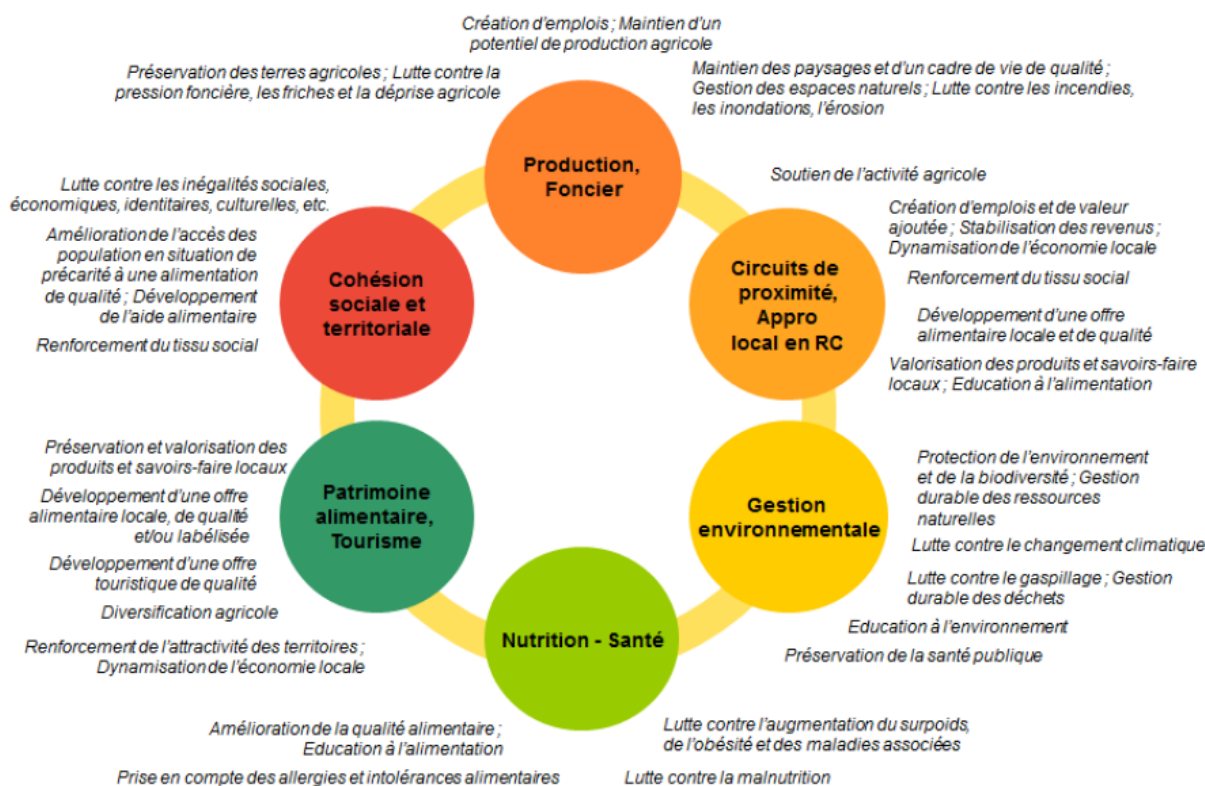 Création d'emplois ; Maintien d'un
potentiel de production agricole
Préservation des terres agricoles ; Lutte contre la
pression foncière, les friches et la déprise agricole
Maintien des paysages et d'un cadre de vie de qualité ;
Gestion des espaces naturels ; Lutte contre les incendies,
les inondations, l'érosion
Production,
Foncier
Soutien de l'activité agricole
Création d'emplois et de valeur
ajoutée ; Stabilisation des revenus ;
Dynamisation de l'économie locale
Renforcement du tissu social
Développement d'une offre
alimentaire locale et de qualité
Valorisation des produits et savoirs-faire
locaux ; Education à l'alimentation
Circuits de
proximité,
Appro
local en RC
Protection de l'environnement
et de la biodiversité ; Gestion
durable des ressources
naturelles
Lutte contre le changement climatique
Lutte contre le gaspillage ; Gestion
durable des déchets
Education à l'environnement
Préservation de la santé publique
Gestion
environnementale
Nutrition - Santé
Lutte contre l'augmentation du surpoids,
de l'obésité et des maladies associées
Lutte contre la malnutrition
Amélioration de la qualité alimentaire ;
Education à l'alimentation
Prise en compte des allergies et intolérances alimentaires
Patrimoine
alimentaire,
Tourisme
Préservation et valorisation des
produits et savoirs-faire locaux
Développement d'une offre
alimentaire locale, de qualité
et/ou labélisée
Développement d'une offre
touristique de qualité
Diversification agricole
Renforcement de l'attractivité des territoires ;
Dynamisation de l'économie locale
Cohésion
sociale et
territoriale
Lutte contre les inégalités sociales,
économiques, identitaires, culturelles, etc.
Amélioration de l'accès des
population en situation de
précarité à une alimentation
de qualité ; Développement
de l'aide alimentaire
Renforcement du tissu social